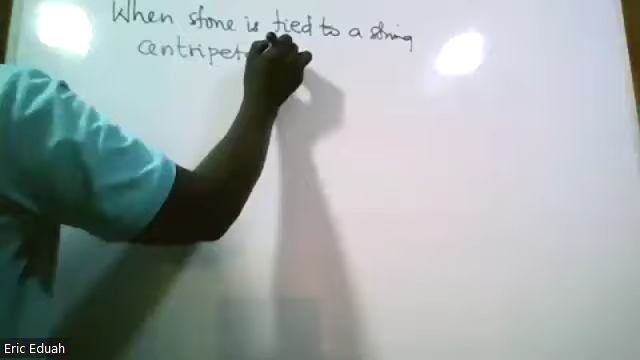 When stone is tied to a string
centripet
Eric Eduah